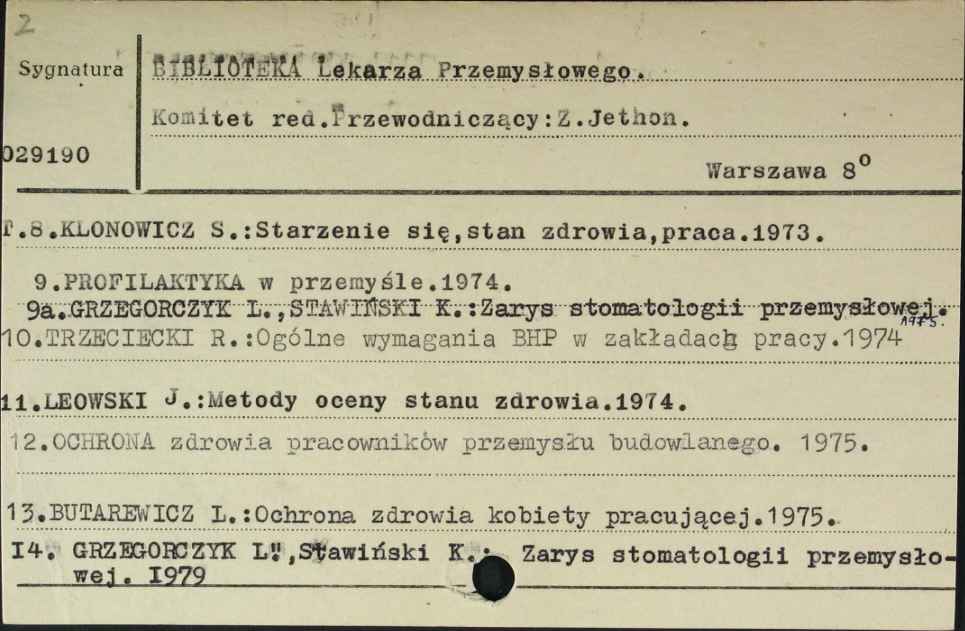 2
Sygnatura
BIBLIOTEKA Lekarza Przemysłowego.
Komitet red.Przewodniczący:Z.Jethon.
029190
Warszawa 8o
T.8.KLONOWICZ S.:Starzenie się,stan zdrowia,praca.1973.
9.PROFILAKTYKA w przemyśle.1974.
9a.GRZEGORCZYK L.,STAWIŃSKI K.:Zarys stomatologii przemysłowej.
1975.
10.TRZECIECKI R.:Ogólne wymagania BHP w zakładach pracy.1974
11.LEOWSKI J.:Metody oceny stanu zdrowia.1974.
12.OCHRONA zdrowia pracowników przemysłu budowlanego. 1975.
13.BUTAREWICZ L.:Ochrona zdrowia kobiety pracującej.1975.
I4. GRZEGORCZYK L.,Stawiński K.: Zarys stomatologii przemysło-
wej. I979